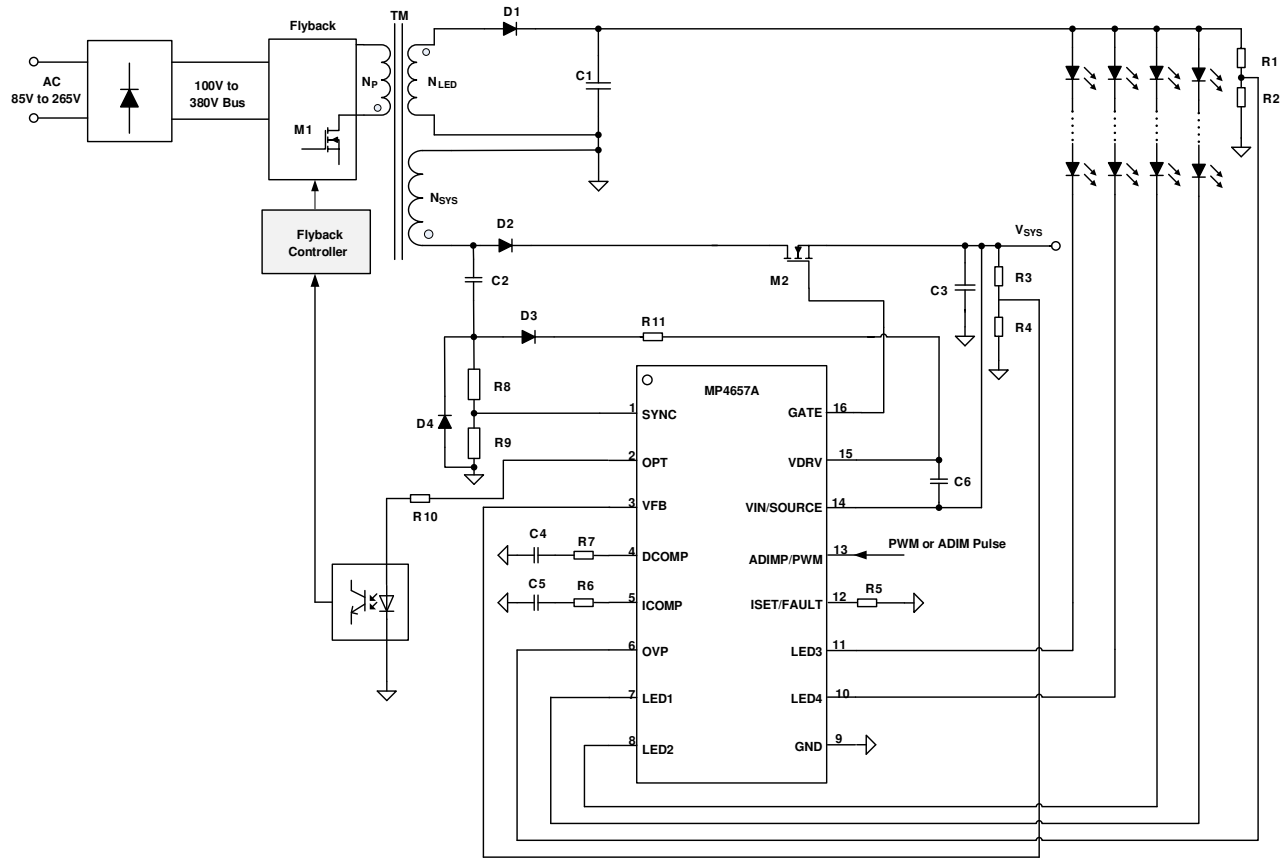 TM
D1
Flyback
AC
85V to 265V
100V to
380V Bus
NP
NLED
C1
M1
R1
R2
NSYS
Flyback
Controller
D2
VSYS
M2
C2
C3
R3
R4
D3
R11
MP4657A
R8
D4
R9
1 SYNC
GATE 16
2 OPT
VDRV 15
C6
R10
3 VFB
VIN/SOURCE 14
C4
R7
4 DCOMP
ADIMP/PWM 13
PWM or ADIM Pulse
C5
R6
5 ICOMP
ISET/FAULT 12
R5
6 OVP
LED3 11
7 LED1
LED4 10
8 LED2
GND 9